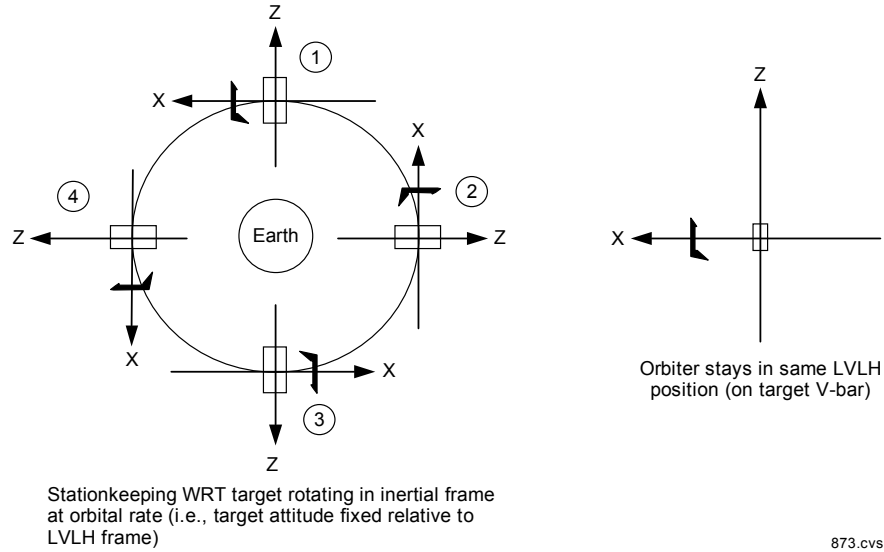 Z
1
X
X
2
4
Z
Earth
Z
X
X
3
Z
Stationkeeping WRT target rotating in inertial frame
at orbital rate (i.e., target attitude fixed relative to
LVLH frame)
Z
X
Orbiter stays in same LVLH
position (on target V-bar)
873.cvs